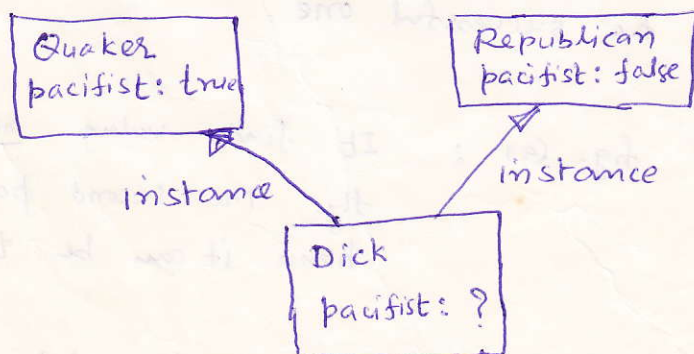 Quaker
pacifist: true
Republican
pacifist: false
instance
instance
Dick
pacifist: ?